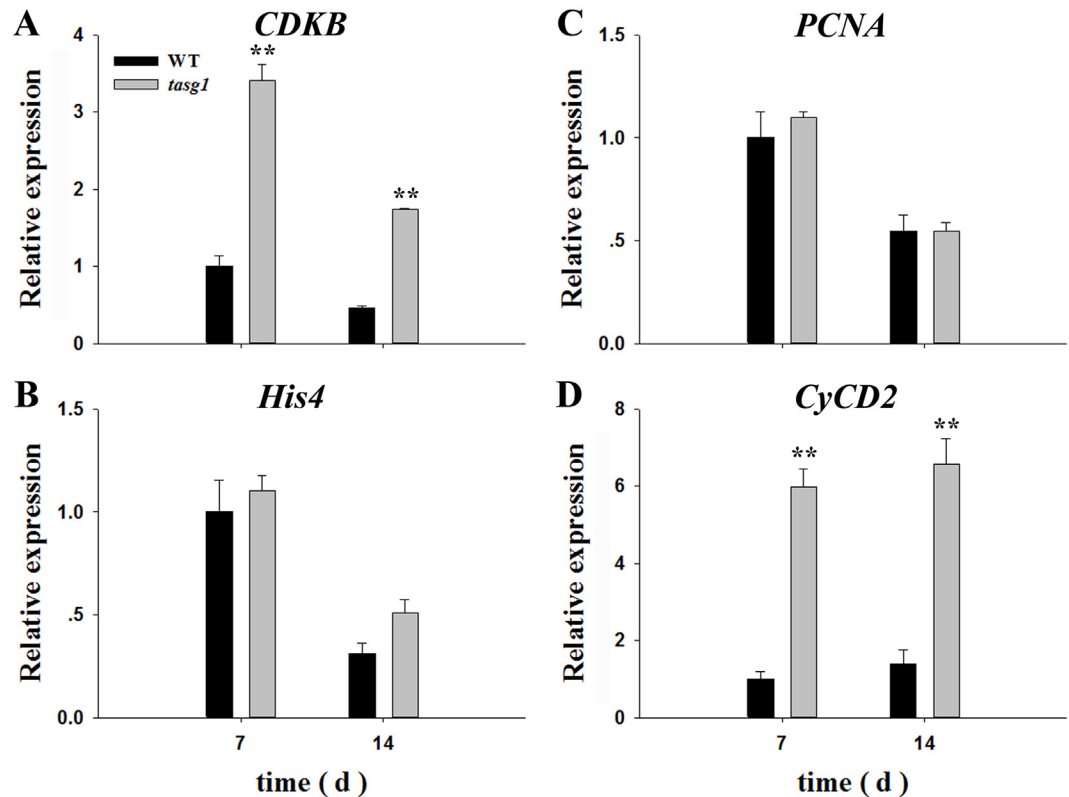 A
CDKB
4
3
2
1
0
Relative expression
WT
tasg1
**
**
C
PCNA
1.5
1.0
.5
0.0
Relative expression
B
His4
1.5
1.0
.5
0.0
Relative expression
7
14
time ( d )
D
CyCD2
8
6
4
2
0
Relative expression
**
**
7
14
time ( d )